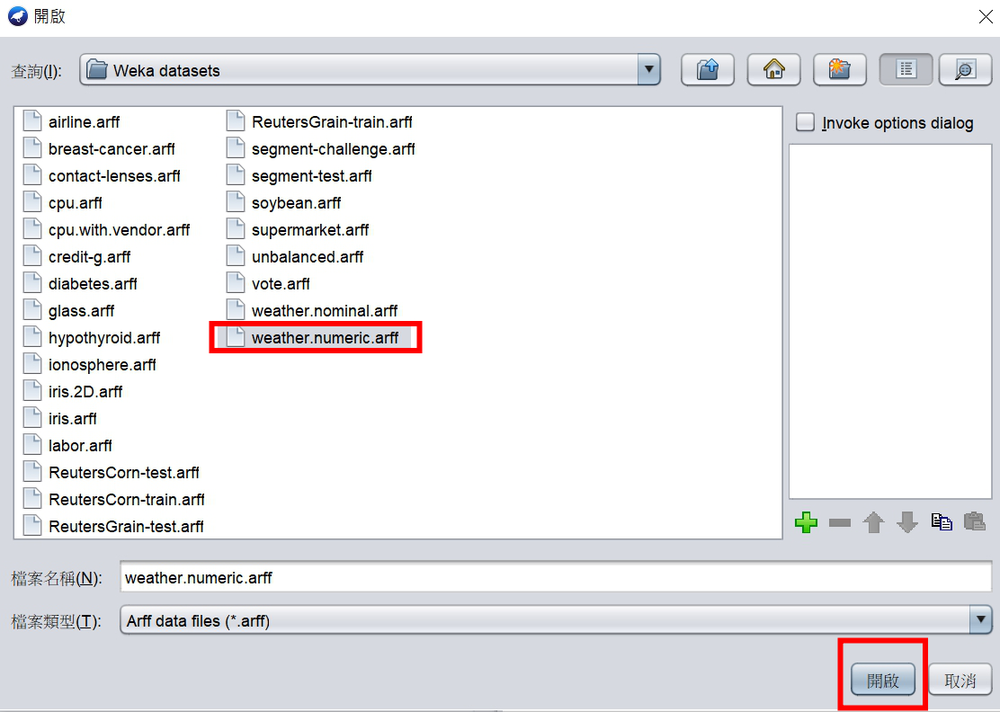 開啟
查詢(I):
Weka datasets
Invoke options dialog
airline.arff
breast-cancer.arff
contact-lenses.arff
cpu.arff
cpu.with.vendor.arff
credit-g.arff
diabetes.arff
glass.arff
hypothyroid.arff
ionosphere.arff
iris.2D.arff
iris.arff
labor.arff
ReutersCorn-test.arff
ReutersCorn-train.arff
ReutersGrain-test.arff
ReutersGrain-train.arff
segment-challenge.arff
segment-test.arff
soybean.arff
supermarket.arff
unbalanced.arff
vote.arff
weather.nominal.arff
weather.numeric.arff
檔案名稱(N):
weather.numeric.arff
檔案類型(T):
Arff data files (*.arff)
開啟
取消